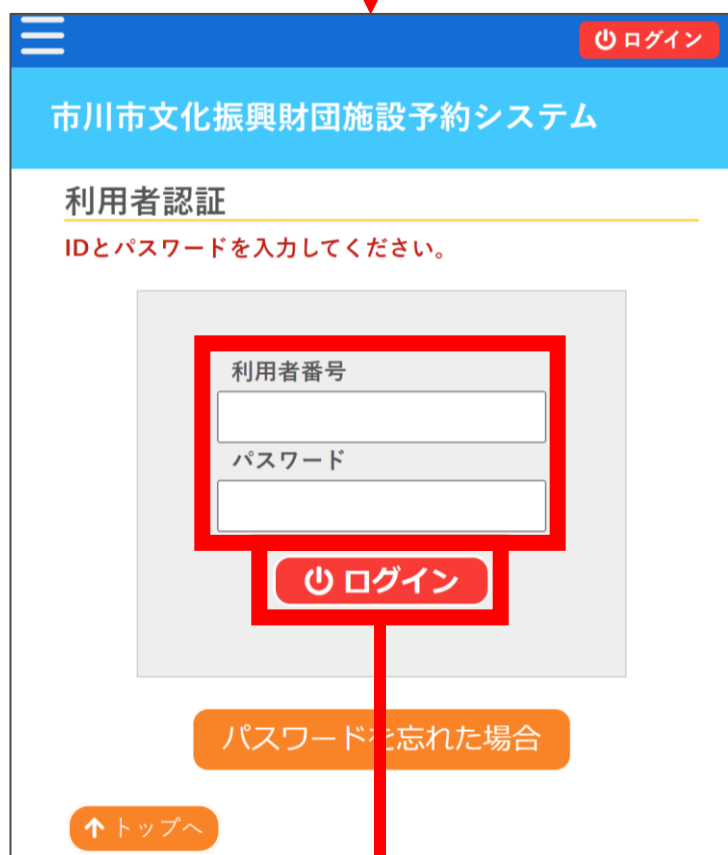 ログイン
市川市文化振興財団施設予約システム
利用者認証
IDとパスワードを入力してください。
利用者番号
パスワード
ログイン
パスワードを忘れた場合
トップへ